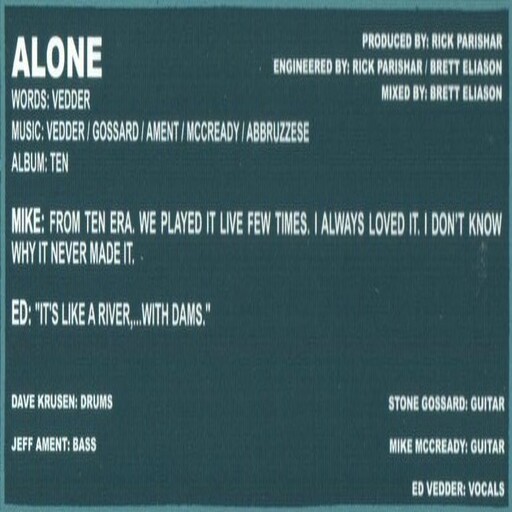 ALONE
PRODUCED BY: RICK PARISHAR
ENGINEERED BY: RICK PARISHAR / BRETT ELIASON
MIXED BY: BRETT ELIASON
WORDS: VEDDER
MUSIC: VEDDER / GOSSARD / AMENT / MCCREADY / ABBRUZZESE
ALBUM: TEN
MIKE: FROM TEN ERA. WE PLAYED IT LIVE FEW TIMES. I ALWAYS LOVED IT. I DON'T KNOW
WHY IT NEVER MADE IT.
ED: "IT'S LIKE A RIVER,...WITH DAMS."
DAVE KRUSEN: DRUMS
JEFF AMENT: BASS
STONE GOSSARD: GUITAR
MIKE MCCREADY: GUITAR
ED VEDDER: VOCALS